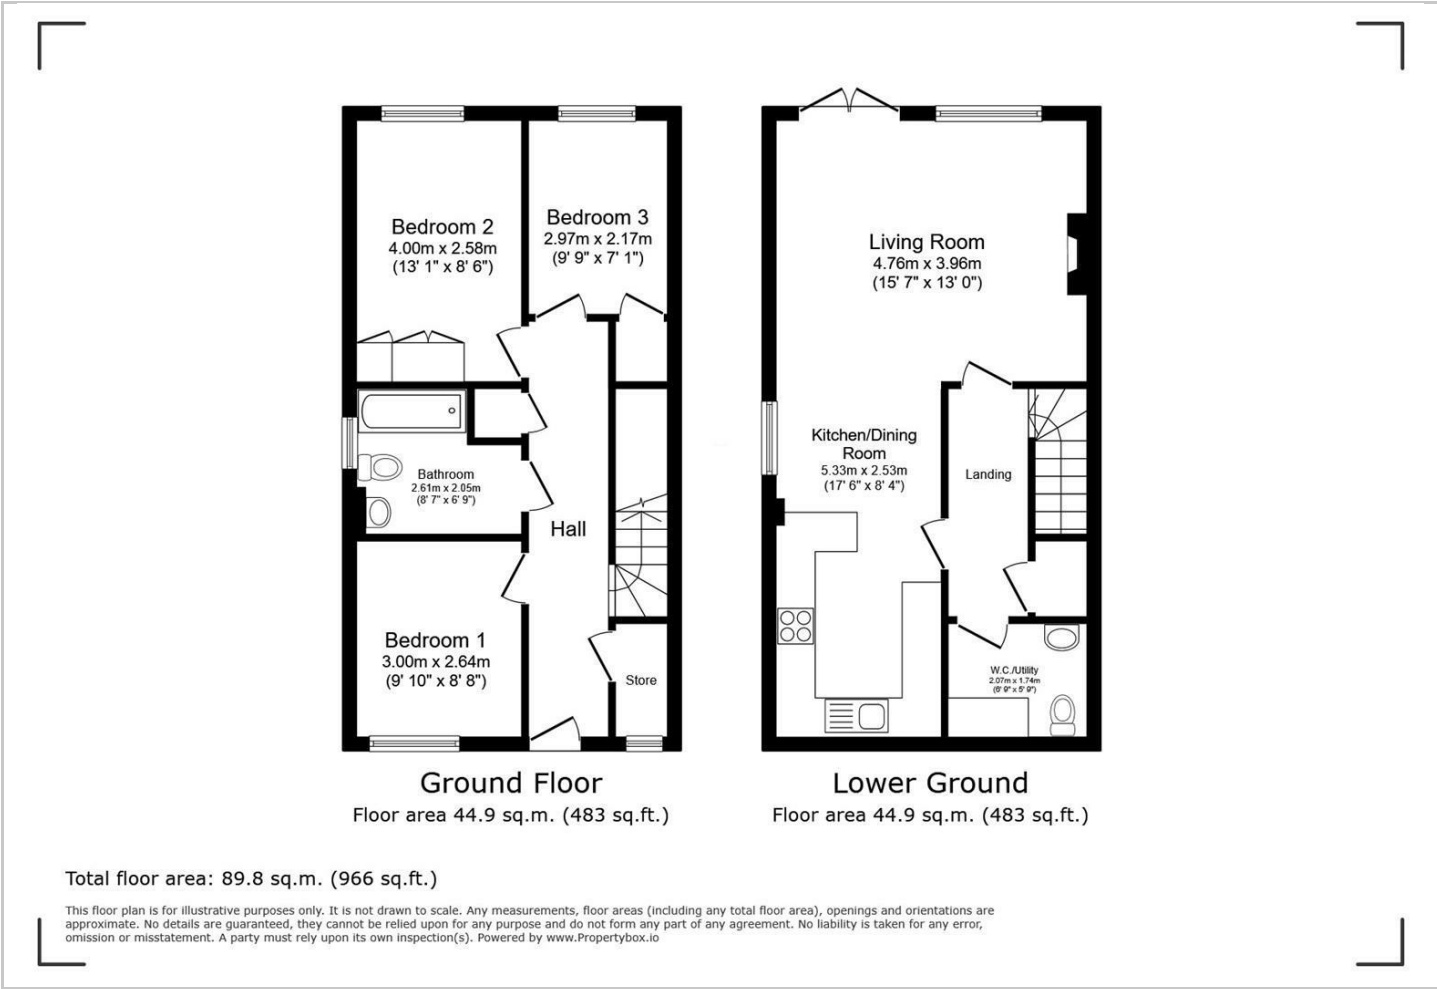 Bedroom 2
4.00m x 2.58m
(13' 1" x 8' 6")
Bedroom 3
2.97m x 2.17m
(9' 9" x 7' 1")
Bathroom
2.61m x 2.05m
(8' 7" x 6' 9")
Hall
Bedroom 1
3.00m x 2.64m
(9' 10" x 8' 8")
Store
Ground Floor
Floor area 44.9 sq.m. (483 sq.ft.)
Living Room
4.76m x 3.96m
(15' 7" x 13' 0")
Kitchen/Dining
Room
5.33m x 2.53m
(17' 6" x 8' 4")
Landing
W.C./Utility
2.07m x 1.74m
(6' 9" x 5' 9")
Lower Ground
Floor area 44.9 sq.m. (483 sq.ft.)
Total floor area: 89.8 sq.m. (966 sq.ft.)
This floor plan is for illustrative purposes only. It is not drawn to scale. Any measurements, floor areas (including any total floor area), openings and orientations are
approximate. No details are guaranteed, they cannot be relied upon for any purpose and do not form any part of any agreement. No liability is taken for any error,
omission or misstatement. A party must rely upon its own inspection(s). Powered by www.Propertybox.io